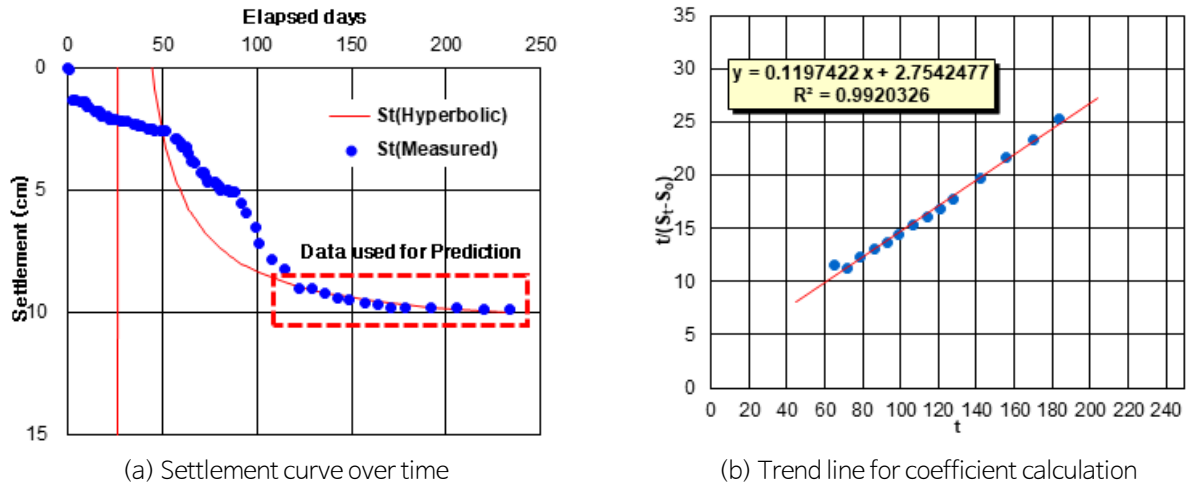 Elapsed days
0 50 100 150 200 250
0
5
10
15
Settlement (cm)
St(Hyperbolic)
St(Measured)
Data used for Prediction
(a) Settlement curve over time
35
30
25
20
15
10
5
0
t/(St-So)
y = 0.1197422 x + 2.7542477
R² = 0.9920326
0 20 40 60 80 100 120 140 160 180 200 220 240
t
(b) Trend line for coefficient calculation